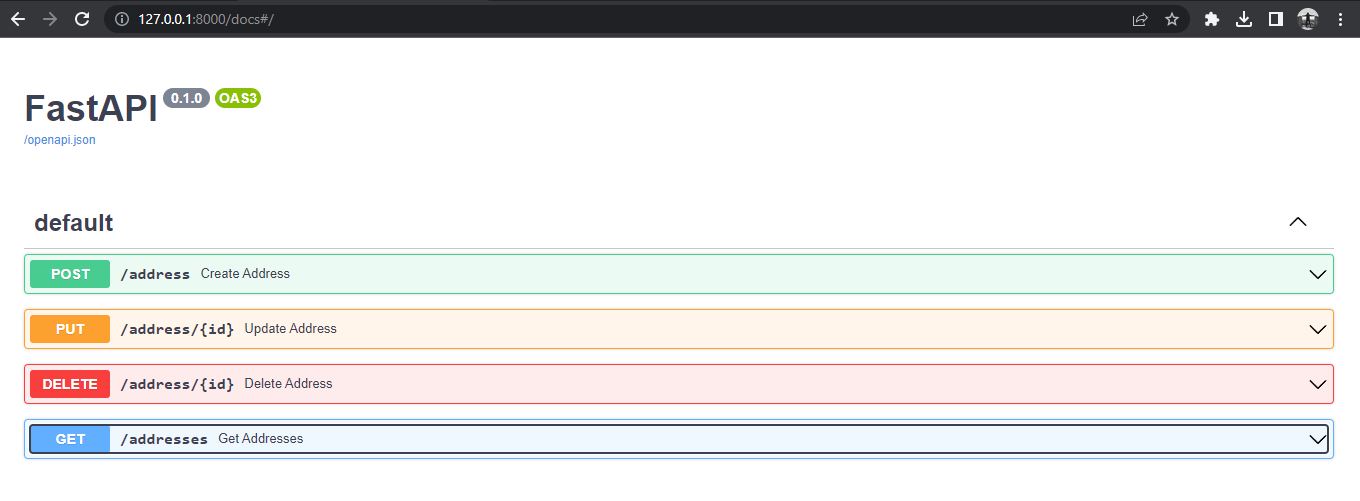 127.0.0.1:8000/docs#/
FastAPI 0.1.0 OAS3
/openapi.json
default
POST /address Create Address
PUT /address/{id} Update Address
DELETE /address/{id} Delete Address
GET /addresses Get Addresses